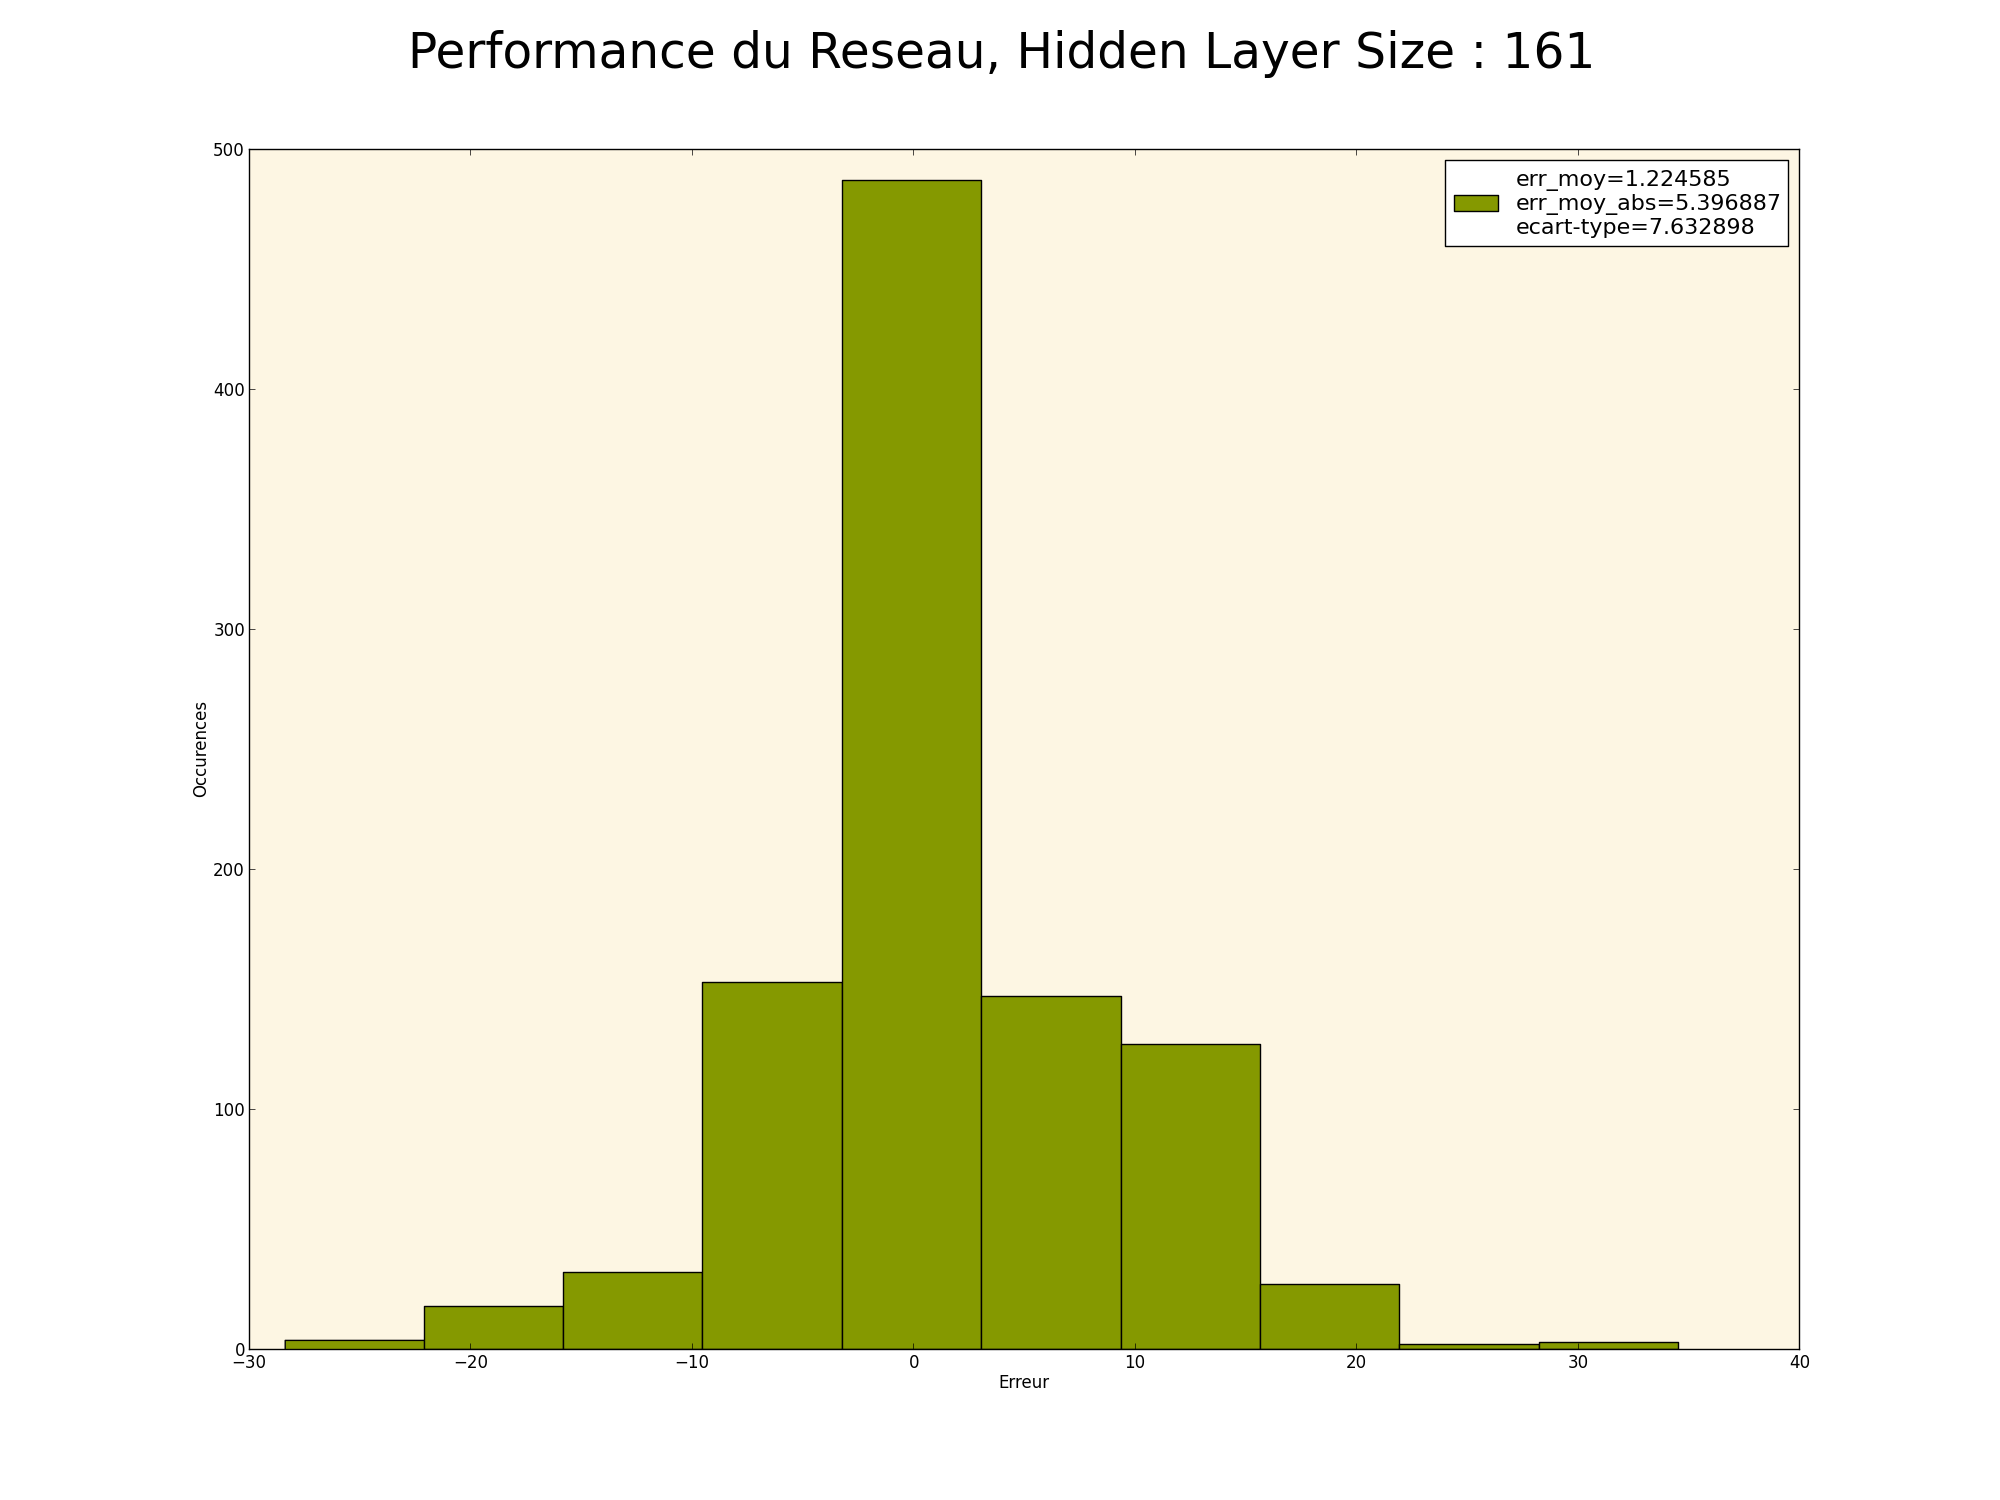 Performance du Reseau, Hidden Layer Size : 161
500
err_moy=1.224585
err_moy_abs=5.396887
ecart-type=7.632898
400
300
Occurences
200
100
0
−30 −20 −10 0 10 20 30 40
Erreur